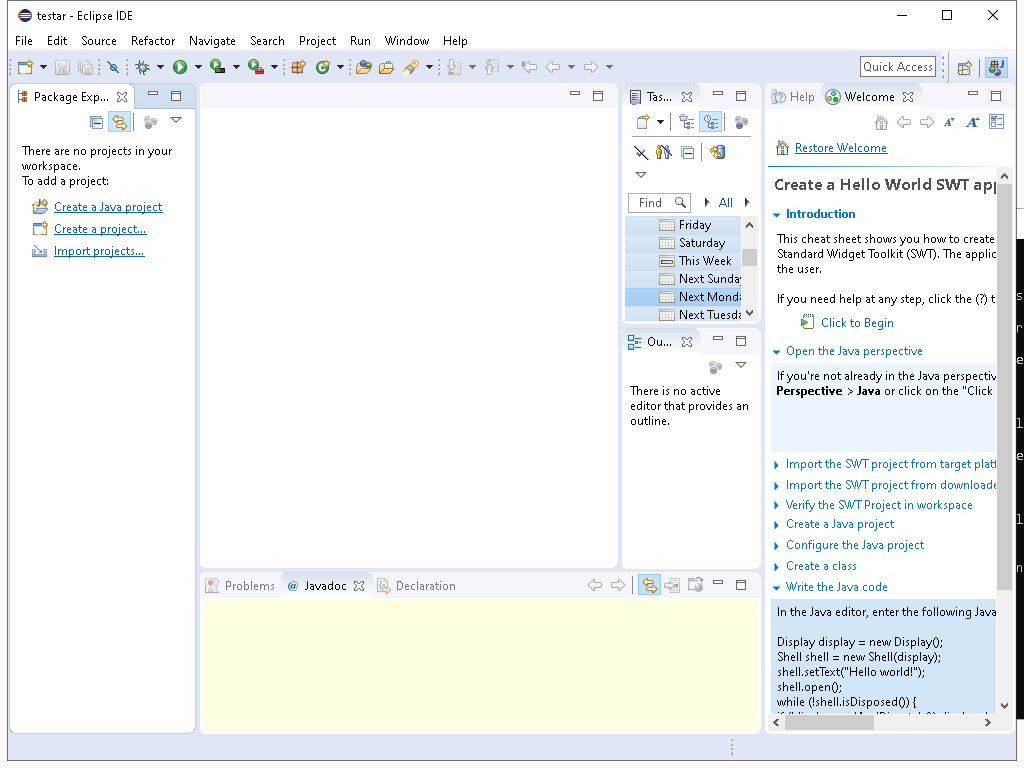 testar - Eclipse IDE
File Edit Source Refactor Navigate Search Project Run Window Help
Quick Access
Package Exp...
There are no projects in your
workspace.
To add a project:
Create a Java project
Create a project...
Import projects...
Tas...
Find
All
Friday
Saturday
This Week
Next Sunday
Next Monda
Next Tuesda
Ou...
There is no active
editor that provides an
outline.
Help
Welcome
Restore Welcome
Create a Hello World SWT app
Introduction
This cheat sheet shows you how to create
Standard Widget Toolkit (SWT). The applic
the user.
If you need help at any step, click the (?) t
Click to Begin
Open the Java perspective
If you're not already in the Java perspectiv
Perspective > Java or click on the "Click
Import the SWT project from target platf
Import the SWT project from downloade
Verify the SWT Project in workspace
Create a Java project
Configure the Java project
Create a class
Write the Java code
In the Java editor, enter the following Java
Display display = new Display();
Shell shell = new Shell(display);
shell.setText("Hello world!");
shell.open();
while (!shell.isDisposed()) {
Problems
@ Javadoc
Declaration